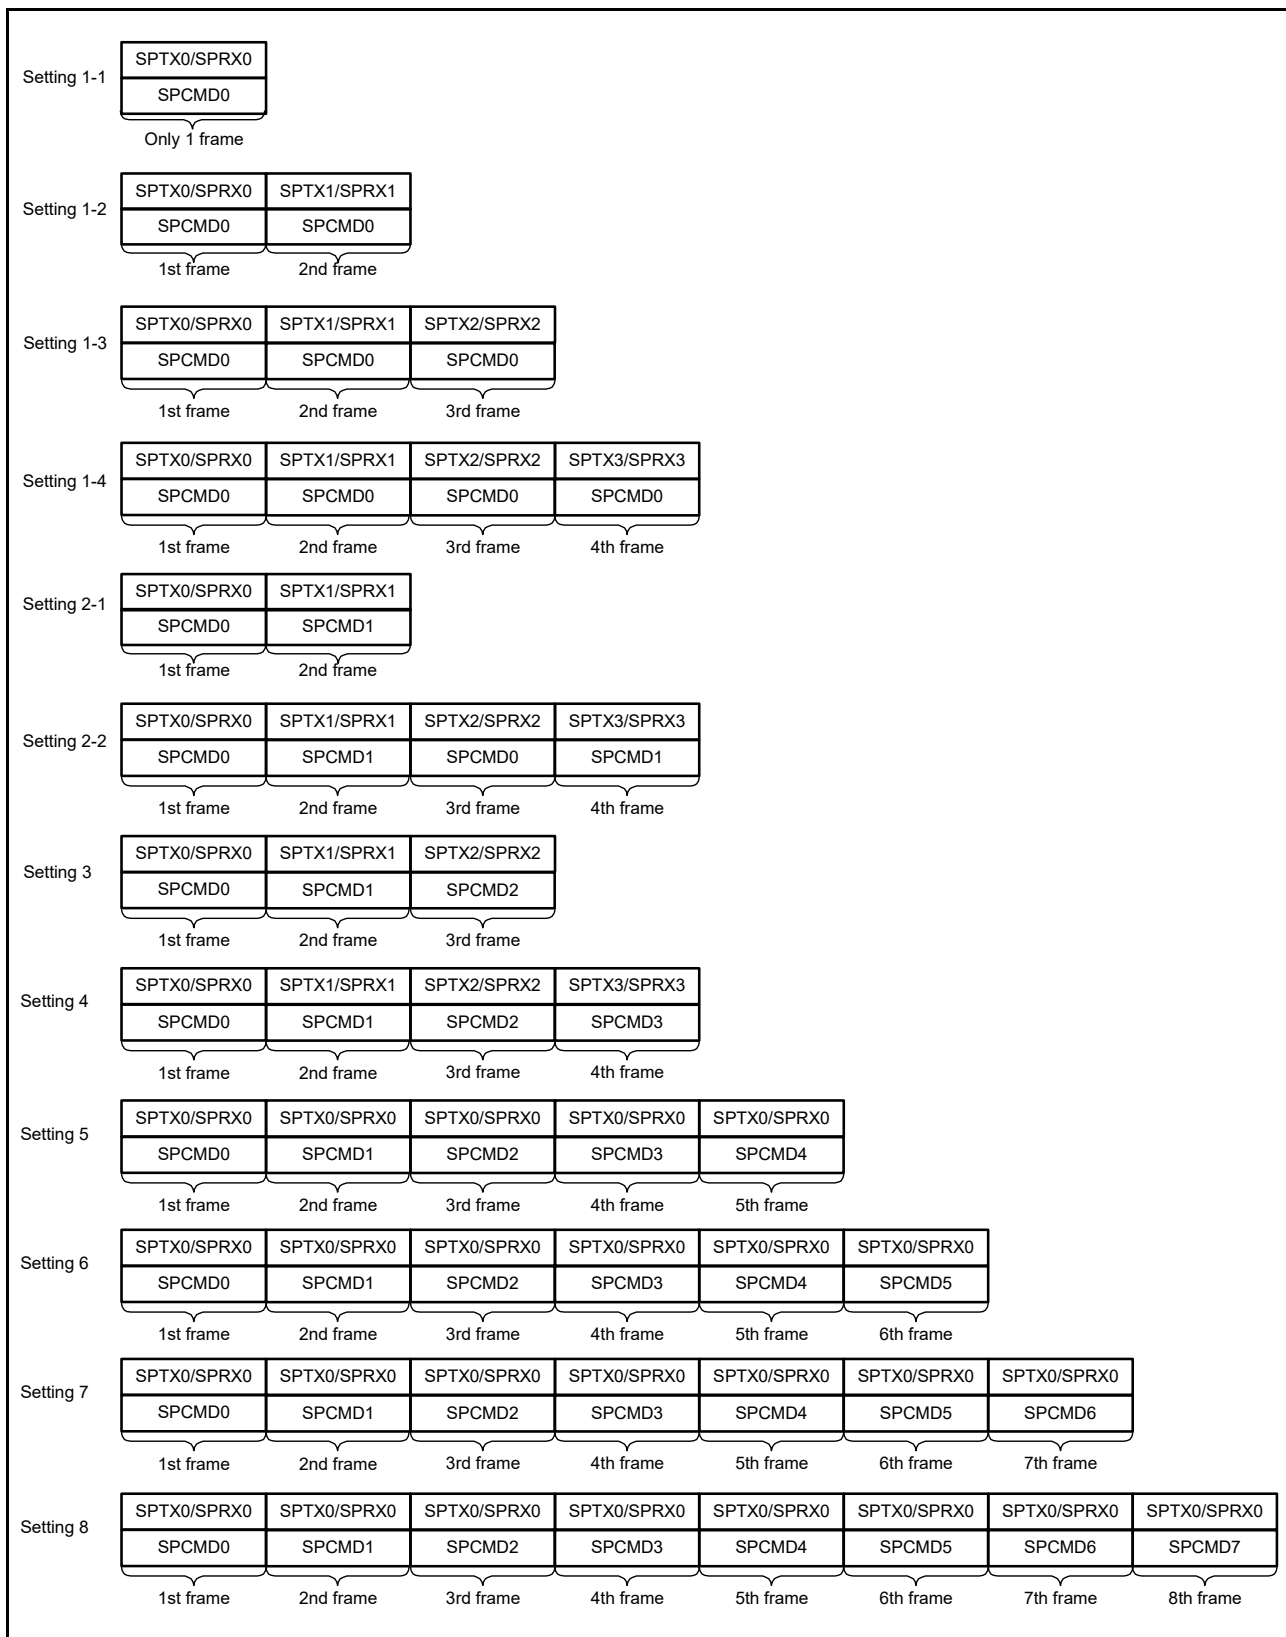 Setting 1-1
SPTX0/SPRX0
SPCMD0
Only 1 frame
Setting 1-2
SPTX0/SPRX0 SPTX1/SPRX1
SPCMD0 SPCMD0
1st frame 2nd frame
Setting 1-3
SPTX0/SPRX0 SPTX1/SPRX1 SPTX2/SPRX2
SPCMD0 SPCMD0 SPCMD0
1st frame 2nd frame 3rd frame
Setting 1-4
SPTX0/SPRX0 SPTX1/SPRX1 SPTX2/SPRX2 SPTX3/SPRX3
SPCMD0 SPCMD0 SPCMD0 SPCMD0
1st frame 2nd frame 3rd frame 4th frame
Setting 2-1
SPTX0/SPRX0 SPTX1/SPRX1
SPCMD0 SPCMD1
1st frame 2nd frame
Setting 2-2
SPTX0/SPRX0 SPTX1/SPRX1 SPTX2/SPRX2 SPTX3/SPRX3
SPCMD0 SPCMD1 SPCMD0 SPCMD1
1st frame 2nd frame 3rd frame 4th frame
Setting 3
SPTX0/SPRX0 SPTX1/SPRX1 SPTX2/SPRX2
SPCMD0 SPCMD1 SPCMD2
1st frame 2nd frame 3rd frame
Setting 4
SPTX0/SPRX0 SPTX1/SPRX1 SPTX2/SPRX2 SPTX3/SPRX3
SPCMD0 SPCMD1 SPCMD2 SPCMD3
1st frame 2nd frame 3rd frame 4th frame
Setting 5
SPTX0/SPRX0 SPTX0/SPRX0 SPTX0/SPRX0 SPTX0/SPRX0 SPTX0/SPRX0
SPCMD0 SPCMD1 SPCMD2 SPCMD3 SPCMD4
1st frame 2nd frame 3rd frame 4th frame 5th frame
Setting 6
SPTX0/SPRX0 SPTX0/SPRX0 SPTX0/SPRX0 SPTX0/SPRX0 SPTX0/SPRX0 SPTX0/SPRX0
SPCMD0 SPCMD1 SPCMD2 SPCMD3 SPCMD4 SPCMD5
1st frame 2nd frame 3rd frame 4th frame 5th frame 6th frame
Setting 7
SPTX0/SPRX0 SPTX0/SPRX0 SPTX0/SPRX0 SPTX0/SPRX0 SPTX0/SPRX0 SPTX0/SPRX0 SPTX0/SPRX0
SPCMD0 SPCMD1 SPCMD2 SPCMD3 SPCMD4 SPCMD5 SPCMD6
1st frame 2nd frame 3rd frame 4th frame 5th frame 6th frame 7th frame
Setting 8
SPTX0/SPRX0 SPTX0/SPRX0 SPTX0/SPRX0 SPTX0/SPRX0 SPTX0/SPRX0 SPTX0/SPRX0 SPTX0/SPRX0 SPTX0/SPRX0
SPCMD0 SPCMD1 SPCMD2 SPCMD3 SPCMD4 SPCMD5 SPCMD6 SPCMD7
1st frame 2nd frame 3rd frame 4th frame 5th frame 6th frame 7th frame 8th frame